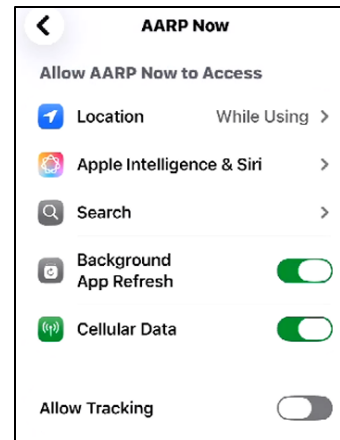 AARP Now
Allow AARP Now to Access
Location While Using
Apple Intelligence & Siri
Search
Background
App Refresh
Cellular Data
Allow Tracking